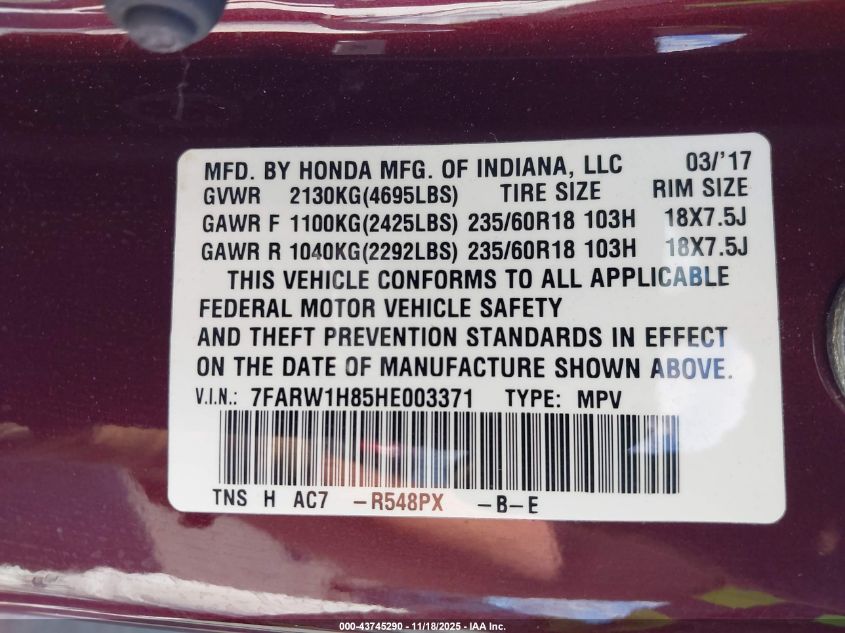 MFD. BY HONDA MFG. OF INDIANA, LLC 03/'17
GVWR 2130KG(4695LBS) TIRE SIZE RIM SIZE
GAWR F 1100KG(2425LBS) 235/60R18 103H 18X7.5J
GAWR R 1040KG(2292LBS) 235/60R18 103H 18X7.5J
THIS VEHICLE CONFORMS TO ALL APPLICABLE
FEDERAL MOTOR VEHICLE SAFETY
AND THEFT PREVENTION STANDARDS IN EFFECT
ON THE DATE OF MANUFACTURE SHOWN ABOVE.
V.I.N.: 7FARW1H85HE003371 TYPE: MPV
TNS H AC7 -R548PX -B-E
000-43745290 - 11/18/2025 - IAA Inc.